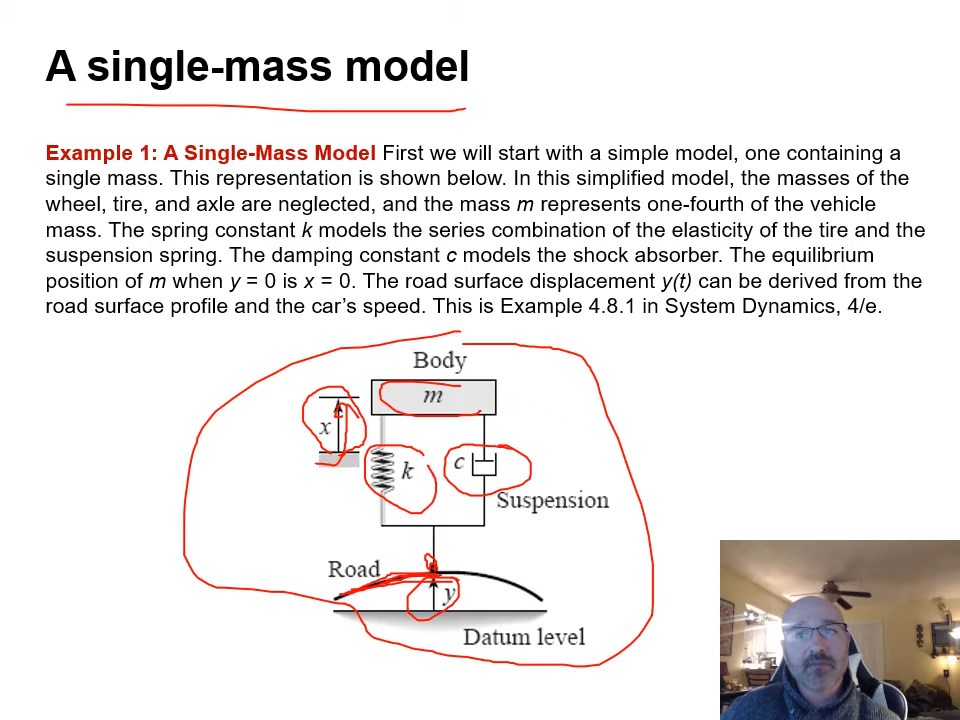 A single-mass model
Example 1: A Single-Mass Model First we will start with a simple model, one containing a
single mass. This representation is shown below. In this simplified model, the masses of the
wheel, tire, and axle are neglected, and the mass m represents one-fourth of the vehicle
mass. The spring constant k models the series combination of the elasticity of the tire and the
suspension spring. The damping constant c models the shock absorber. The equilibrium
position of m when y = 0 is x = 0. The road surface displacement y(t) can be derived from the
road surface profile and the car's speed. This is Example 4.8.1 in System Dynamics, 4/e.
Body
m
x
k
c
Suspension
Road
y
Datum level